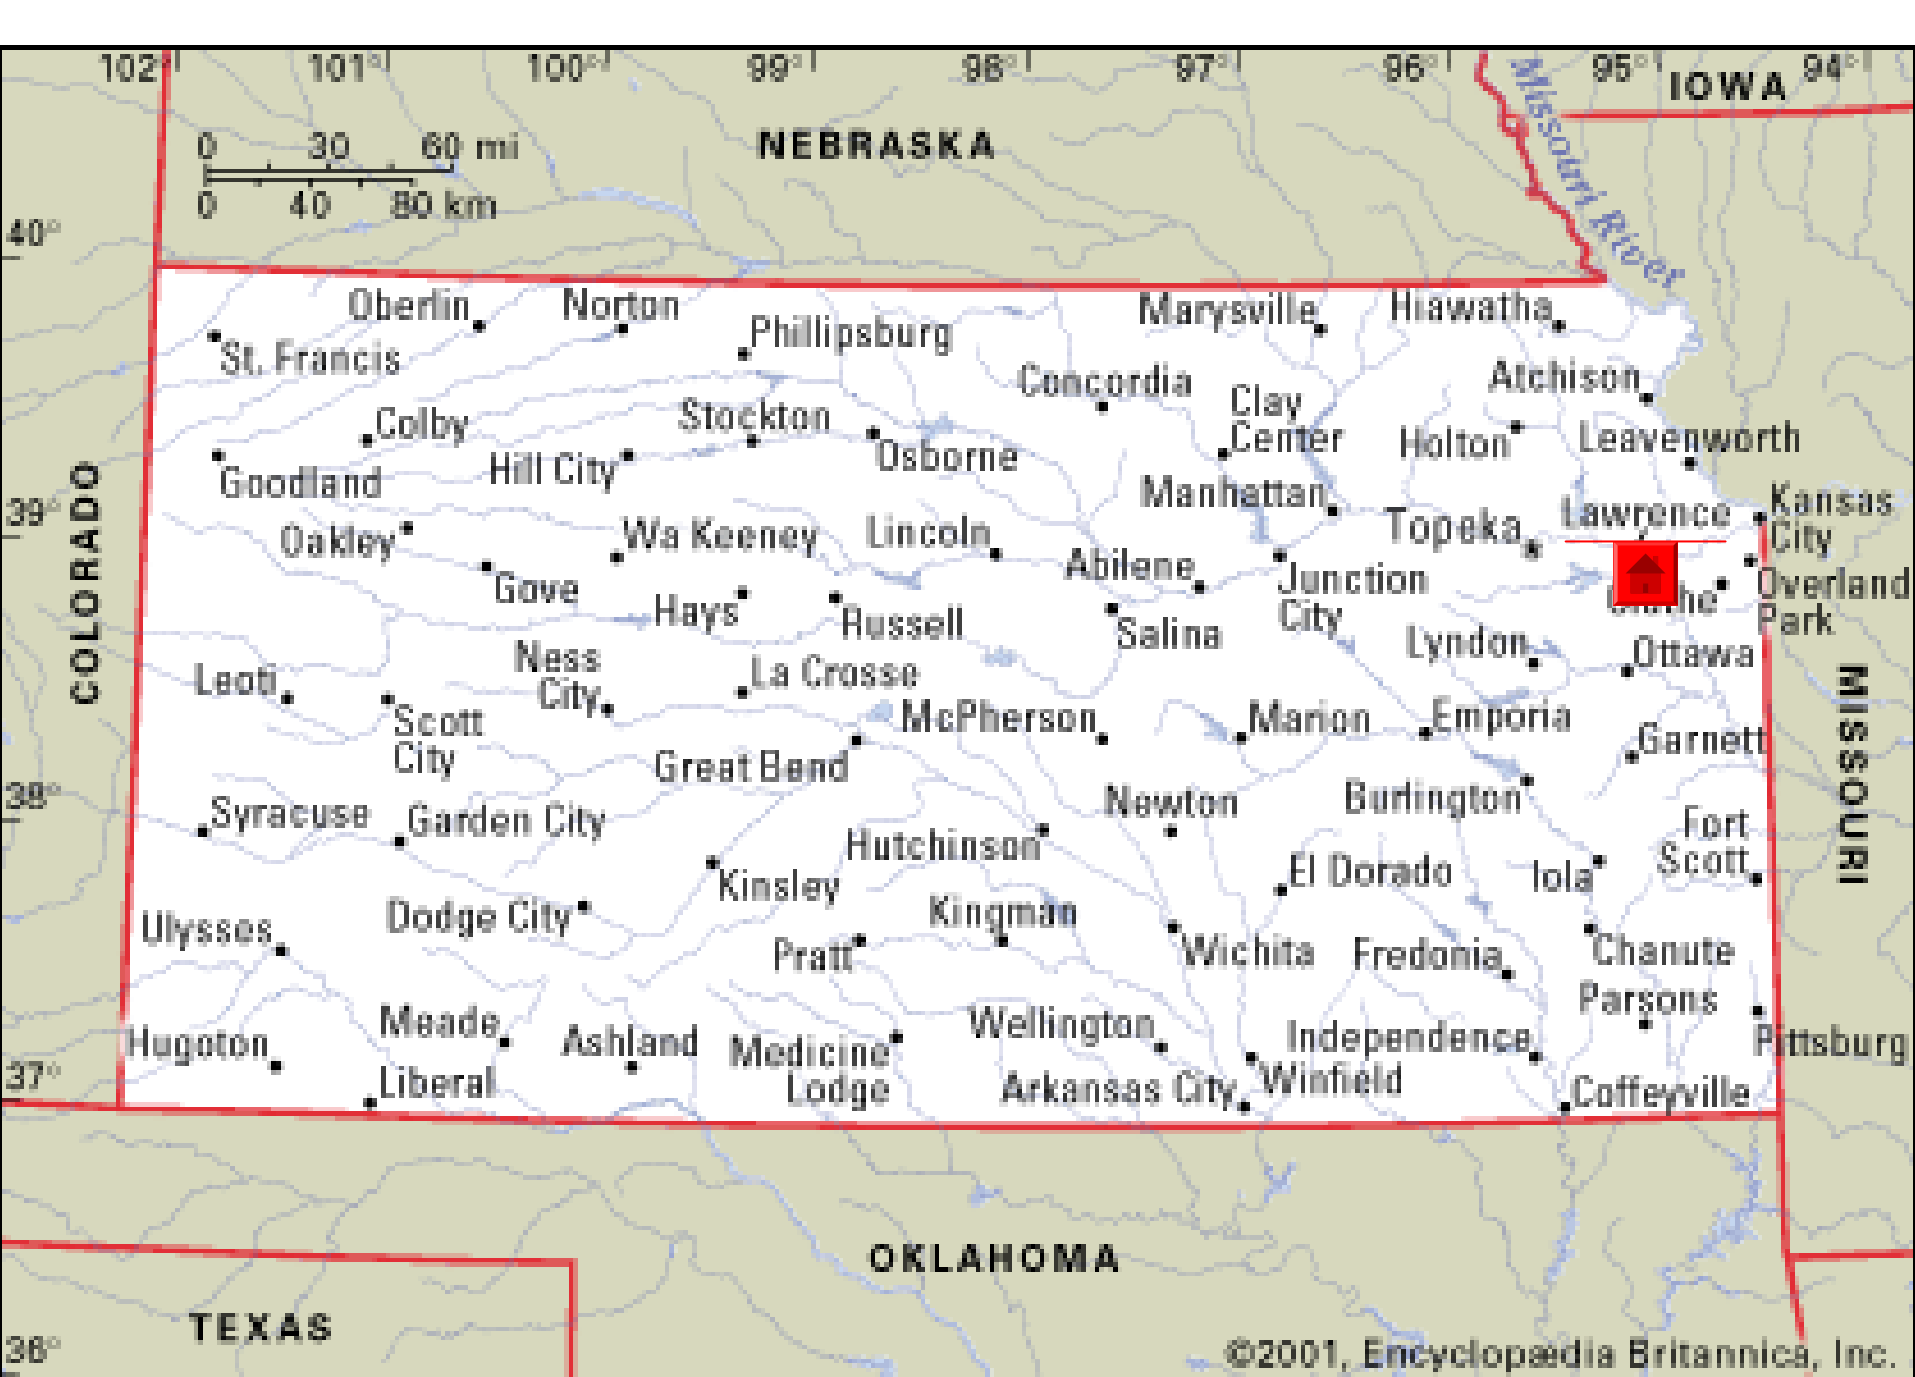 102° 101° 100° 99° 98° 97° 96° 95° 94°
IOWA
Missouri River
NEBRASKA
0 30 60 mi
0 40 80 km
40°
Oberlin
Norton
Phillipsburg
Marysville
Hiawatha
St. Francis
Concordia
Atchison
Clay
Center
Colby
Stockton
Osborne
Holton
Leavenworth
Goodland
Hill City
Manhattan
39°
COLORADO
Oakley
Wa Keeney
Lincoln
Topeka
Lawrence
Kansas
City
Gove
Abilene
Junction
City
Overland
Park
Hays
Russell
Salina
Lyndon
Ottawa
Ness
City
La Crosse
Leoti
Scott
City
McPherson
Marion
Emporia
Garnett
MISSOURI
Great Bend
38°
Syracuse
Garden City
Newton
Burlington
Hutchinson
Fort
Scott
Kinsley
El Dorado
Iola
Ulysses
Dodge City
Kingman
Pratt
Wichita
Fredonia
Chanute
Parsons
Meade
Ashland
Medicine
Lodge
Wellington
Independence
Pittsburg
Hugoton
37°
Liberal
Arkansas City
Winfield
Coffeyville
OKLAHOMA
TEXAS
36°
©2001, Encyclopædia Britannica, Inc.